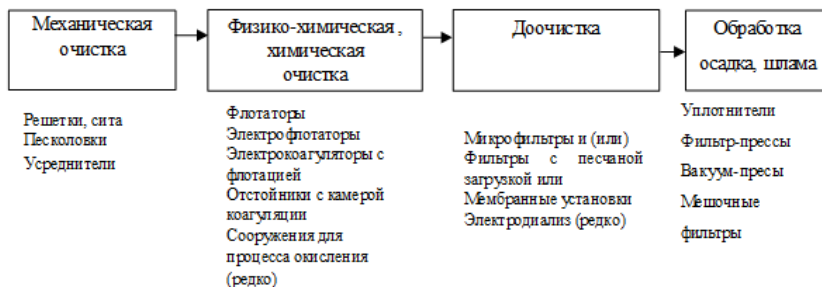 Механическая
очистка
Физико-химическая ,
химическая
очистка
Доочистка
Обработка
осадка, шлама
Решетки, сита
Песколовки
Усреднители
Флотаторы
Электрофлотаторы
Электрокоагуляторы с
флотацией
Отстойники с камерой
коагуляции
Сооружения для
процесса окисления
(редко)
Микрофильтры и (или)
Фильтры с песчаной
загрузкой или
Мембранные установки
Электродиализ (редко)
Уплотнители
Фильтр-прессы
Вакуум-пресы
Мешочные
фильтры